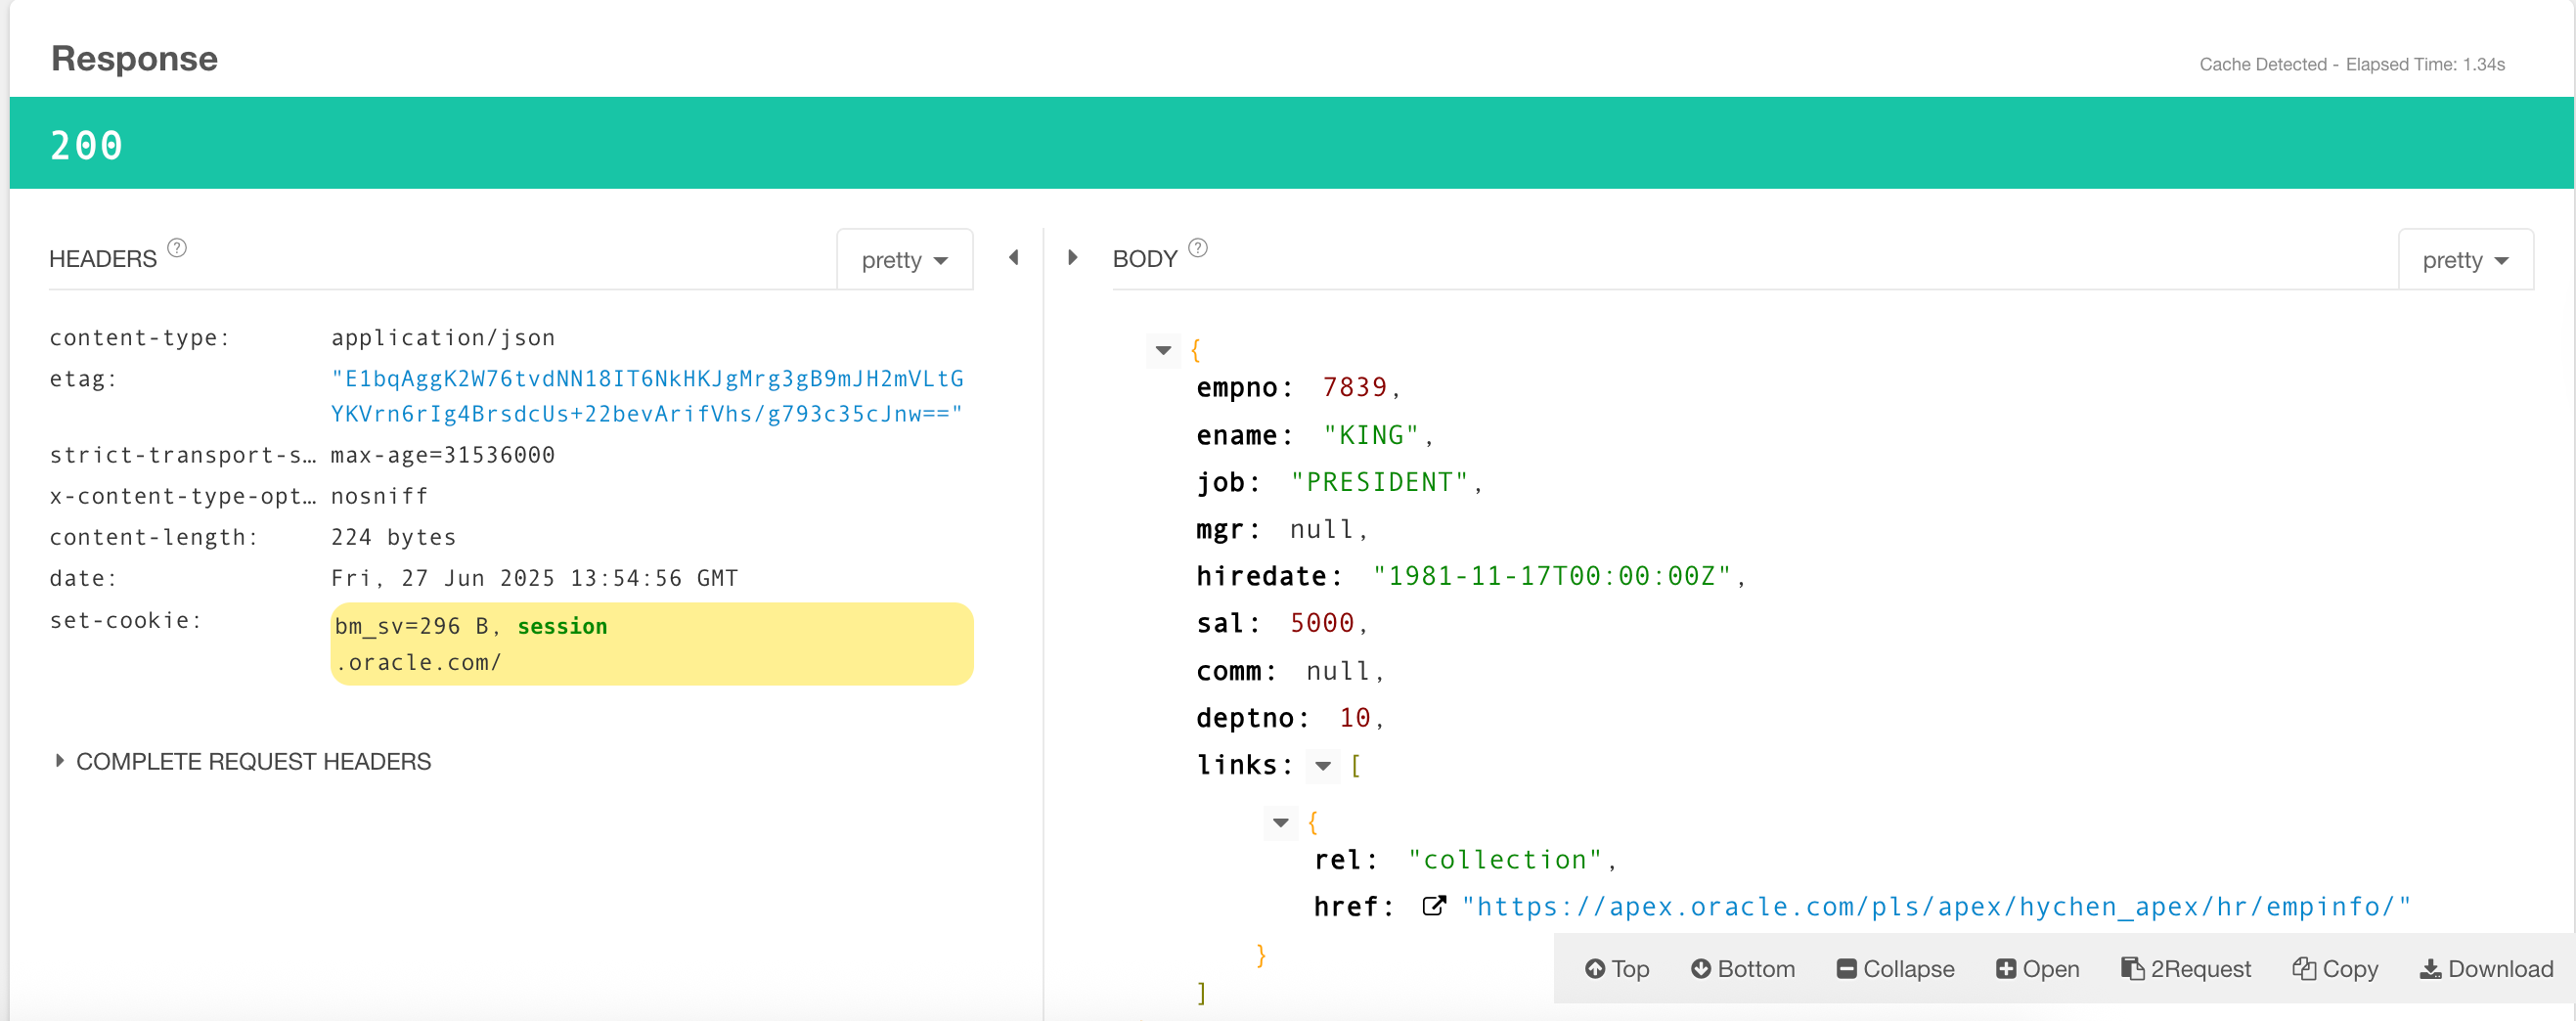 Response
Cache Detected - Elapsed Time: 1.34s
200
HEADERS ?
pretty
content-type: application/json
etag: "E1bqAggK2W76tvdNN18IT6NkHKJgMrg3gB9mJH2mVLtG
YKVrn6rIg4BrsdcUs+22bevArifVhs/g793c35cJnw=="
strict-transport-s… max-age=31536000
x-content-type-opt… nosniff
content-length: 224 bytes
date: Fri, 27 Jun 2025 13:54:56 GMT
set-cookie: bm_sv=296 B, session
.oracle.com/
COMPLETE REQUEST HEADERS
BODY ?
pretty
{
empno: 7839,
ename: "KING",
job: "PRESIDENT",
mgr: null,
hiredate: "1981-11-17T00:00:00Z",
sal: 5000,
comm: null,
deptno: 10,
links: [
{
rel: "collection",
href: "https://apex.oracle.com/pls/apex/hychen_apex/hr/empinfo/"
}
]
Top Bottom Collapse Open 2Request Copy Download